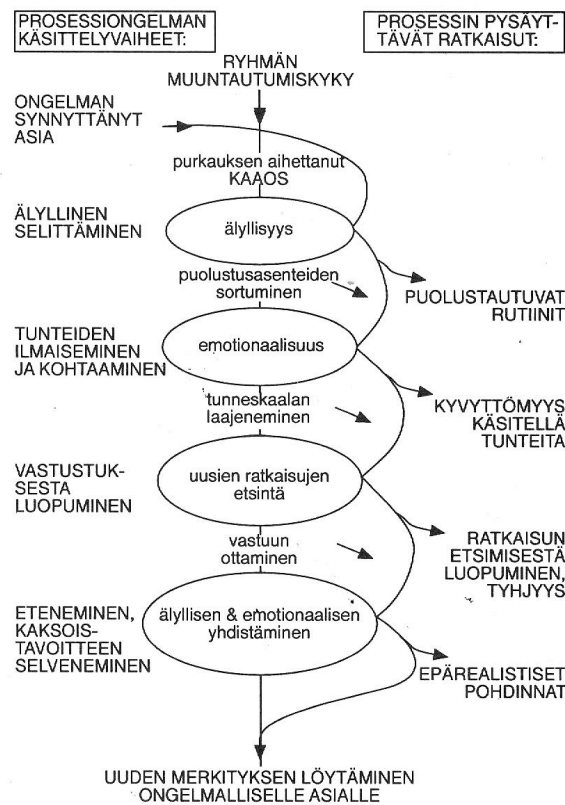 PROSESSIONGELMAN
KÄSITTELYVAIHEET:
PROSESSIN PYSÄYT-
TÄVÄT RATKAISUT:
RYHMÄN
MUUNTAUTUMISKYKY
ONGELMAN
SYNNYTTÄNYT
ASIA
purkauksen aihettanut
KAAOS
ÄLYLLINEN
SELITTÄMINEN
älyllisyys
puolustusasenteiden
sortuminen
PUOLUSTAUTUVAT
RUTIINIT
TUNTEIDEN
ILMAISEMINEN
JA KOHTAAMINEN
emotionaalisuus
tunneskaalan
laajeneminen
KYVYTTÖMYYS
KÄSITELLÄ
TUNTEITA
VASTUSTUK-
SESTA
LUOPUMINEN
uusien ratkaisujen
etsintä
vastuun
ottaminen
RATKAISUN
ETSIMISESTÄ
LUOPUMINEN,
TYHJYYS
ETENEMINEN,
KAKSOIS-
TAVOITTEEN
SELVENEMINEN
älyllisen & emotionaalisen
yhdistäminen
EPÄREALISTISET
POHDINNAT
UUDEN MERKITYKSEN LÖYTÄMINEN
ONGELMALLISELLE ASIALLE